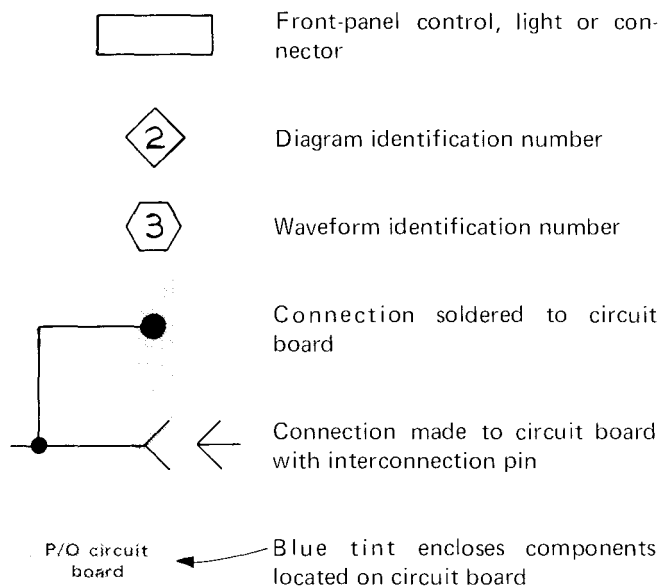 Front-panel control, light or con-
nector
2
Diagram identification number
3
Waveform identification number
Connection soldered to circuit
board
Connection made to circuit board
with interconnection pin
P/O circuit
board
Blue tint encloses components
located on circuit board